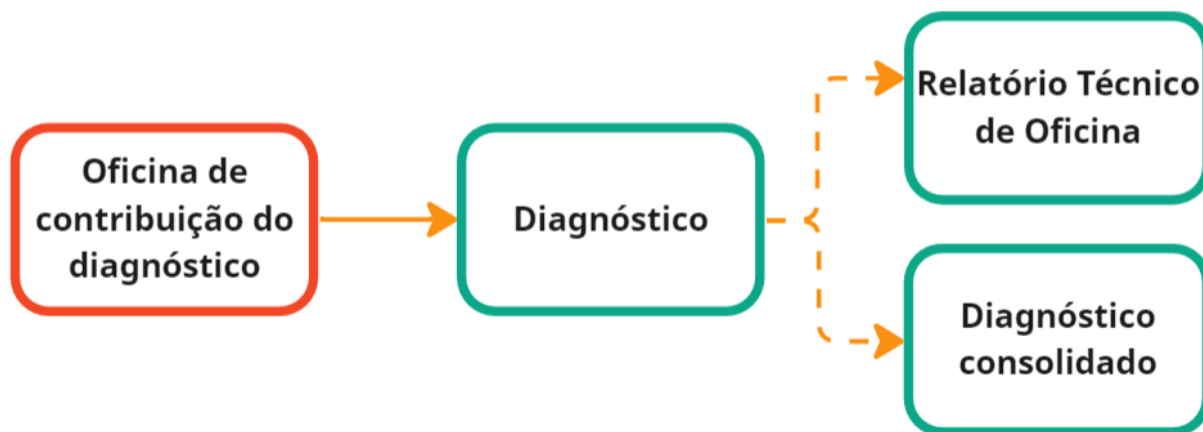 Oficina de
contribuição do
diagnóstico
Diagnóstico
Relatório Técnico
de Oficina
Diagnóstico
consolidado